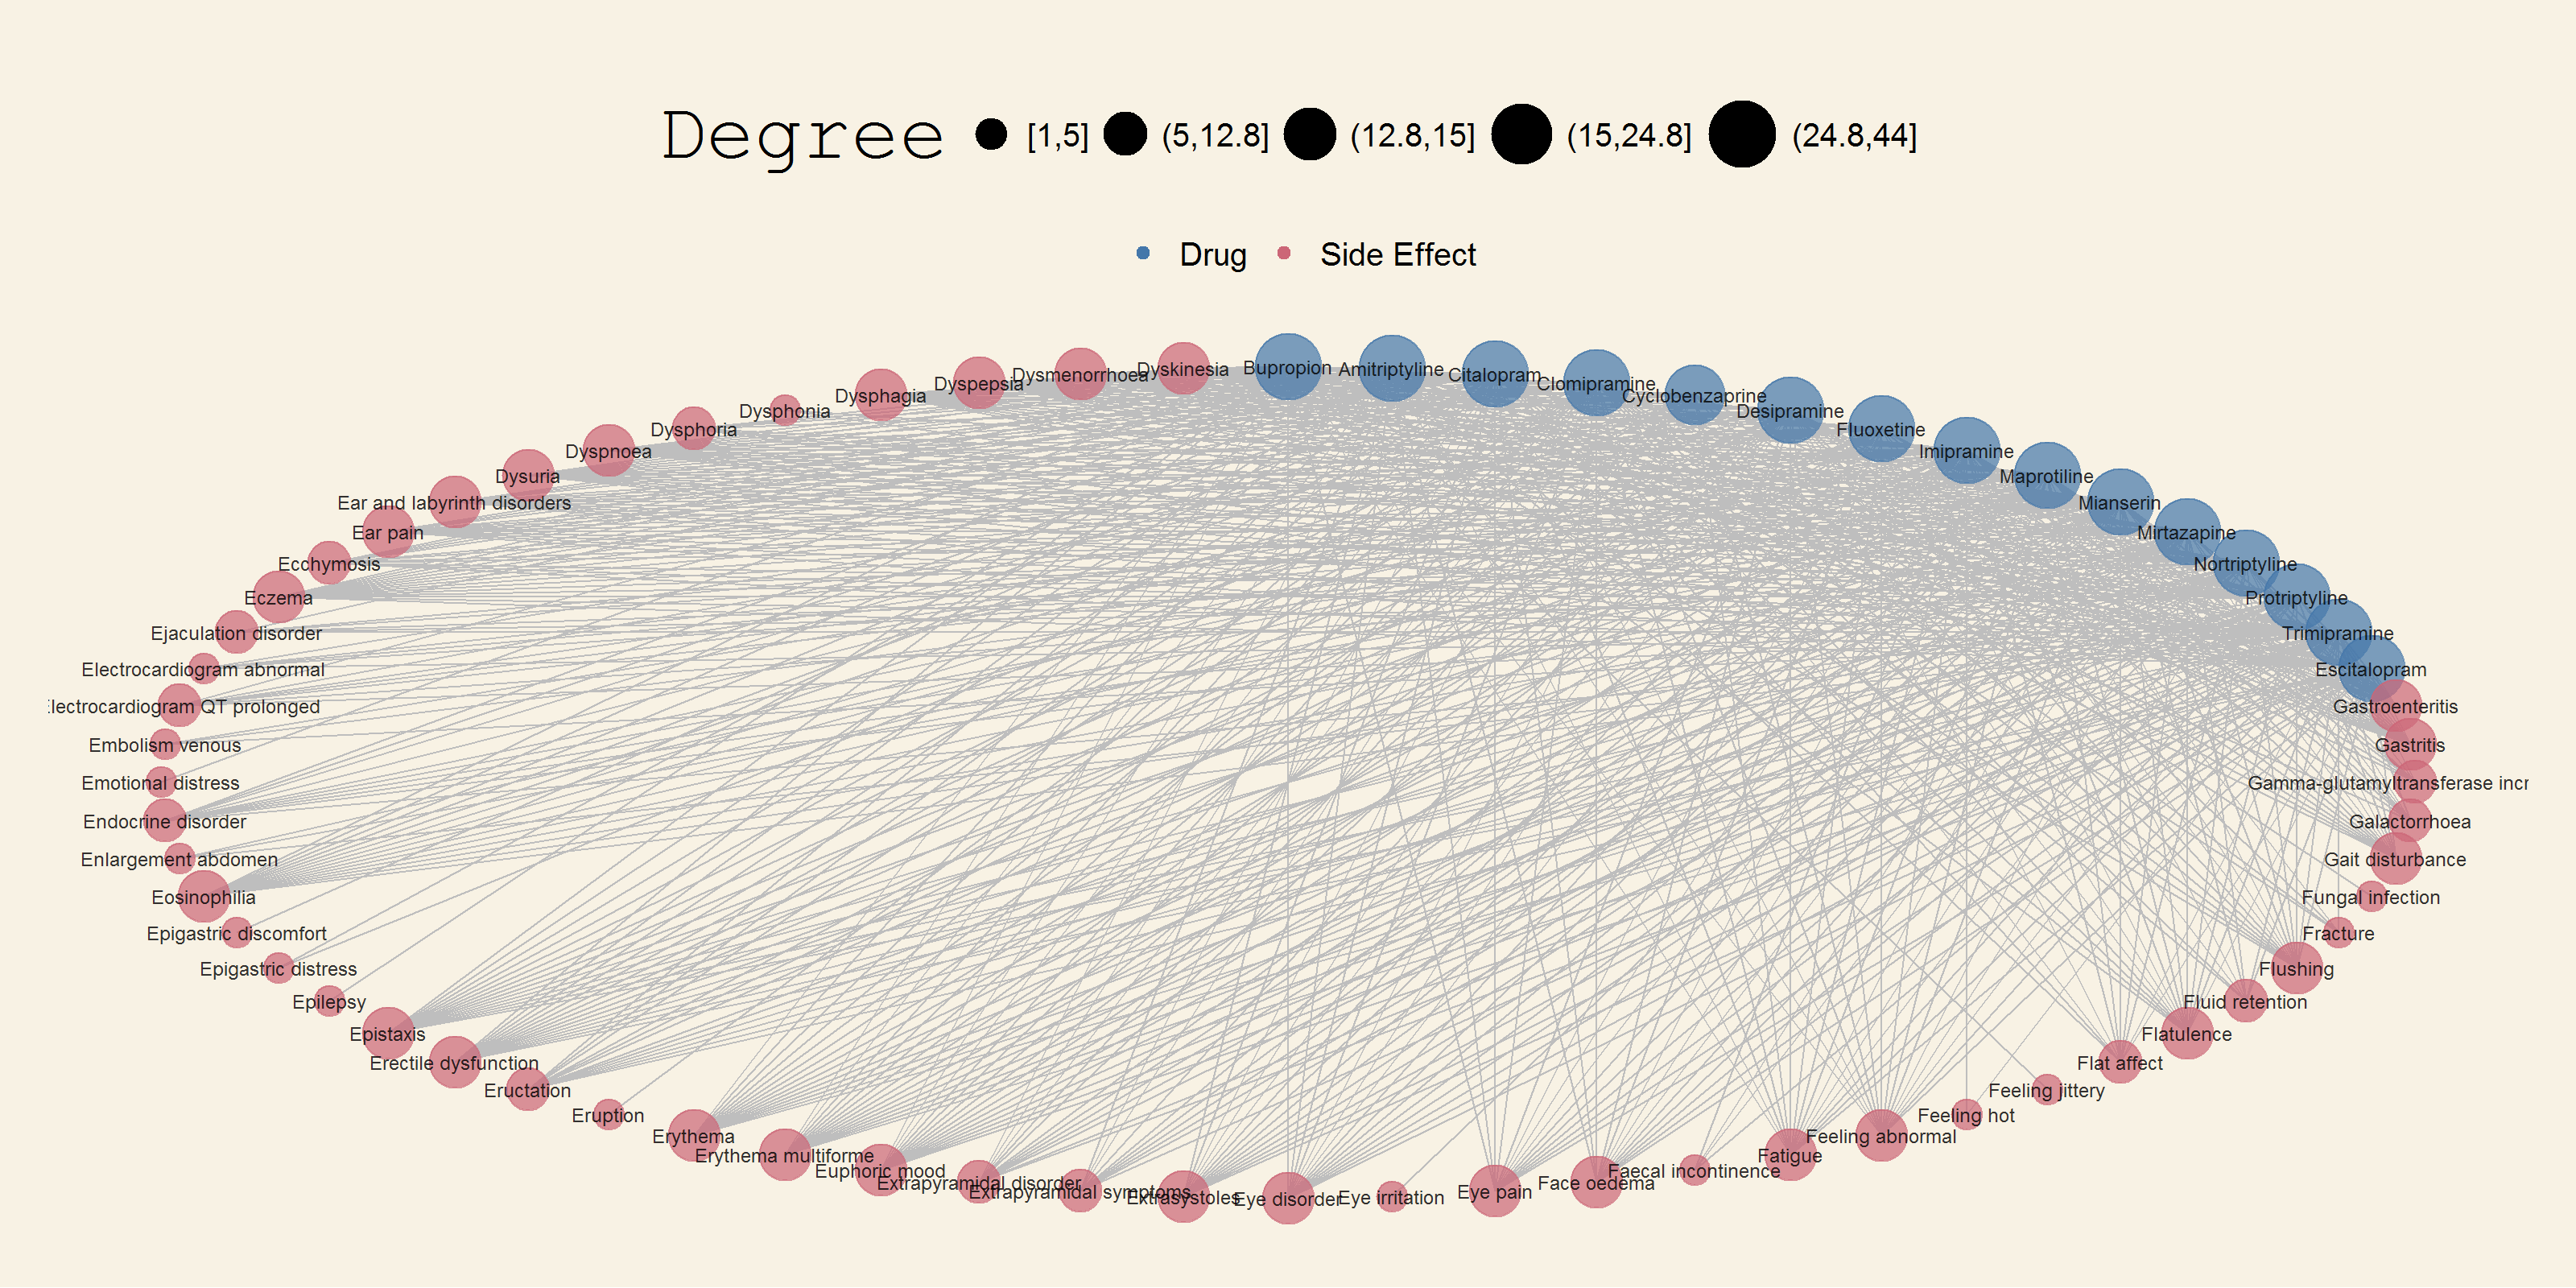 Degree [1,5] (5,12.8] (12.8,15] (15,24.8] (24.8,44]
Drug Side Effect
Bupropion
Amitriptyline
Citalopram
Clomipramine
Cyclobenzaprine
Desipramine
Fluoxetine
Imipramine
Maprotiline
Mianserin
Mirtazapine
Nortriptyline
Protriptyline
Trimipramine
Escitalopram
Gastroenteritis
Gastritis
Gamma-glutamyltransferase incr
Galactorrhoea
Gait disturbance
Fungal infection
Fracture
Flushing
Fluid retention
Flatulence
Flat affect
Feeling jittery
Feeling hot
Feeling abnormal
Fatigue
Faecal incontinence
Face oedema
Eye pain
Eye irritation
Eye disorder
Extrasystoles
Extrapyramidal symptoms
Extrapyramidal disorder
Euphoric mood
Erythema multiforme
Erythema
Eruption
Eructation
Erectile dysfunction
Epistaxis
Epilepsy
Epigastric distress
Epigastric discomfort
Eosinophilia
Enlargement abdomen
Endocrine disorder
Emotional distress
Embolism venous
lectrocardiogram QT prolonged
Electrocardiogram abnormal
Ejaculation disorder
Eczema
Ecchymosis
Ear pain
Ear and labyrinth disorders
Dysuria
Dyspnoea
Dysphoria
Dysphonia
Dysphagia
Dyspepsia
Dysmenorrhoea
Dyskinesia